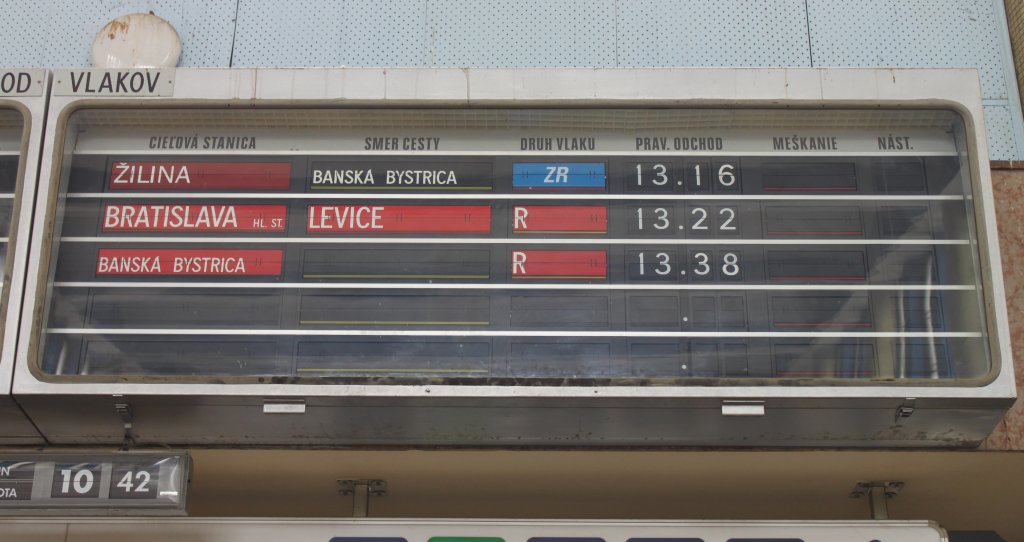 OD VLAKOV
CIEĽOVÁ STANICA SMER CESTY DRUH VLAKU PRAV. ODCHOD MEŠKANIE NÁST.
ŽILINA BANSKÁ BYSTRICA ZR 13.16
BRATISLAVA HL. ST. LEVICE R 13.22
BANSKÁ BYSTRICA R 13.38
10 42